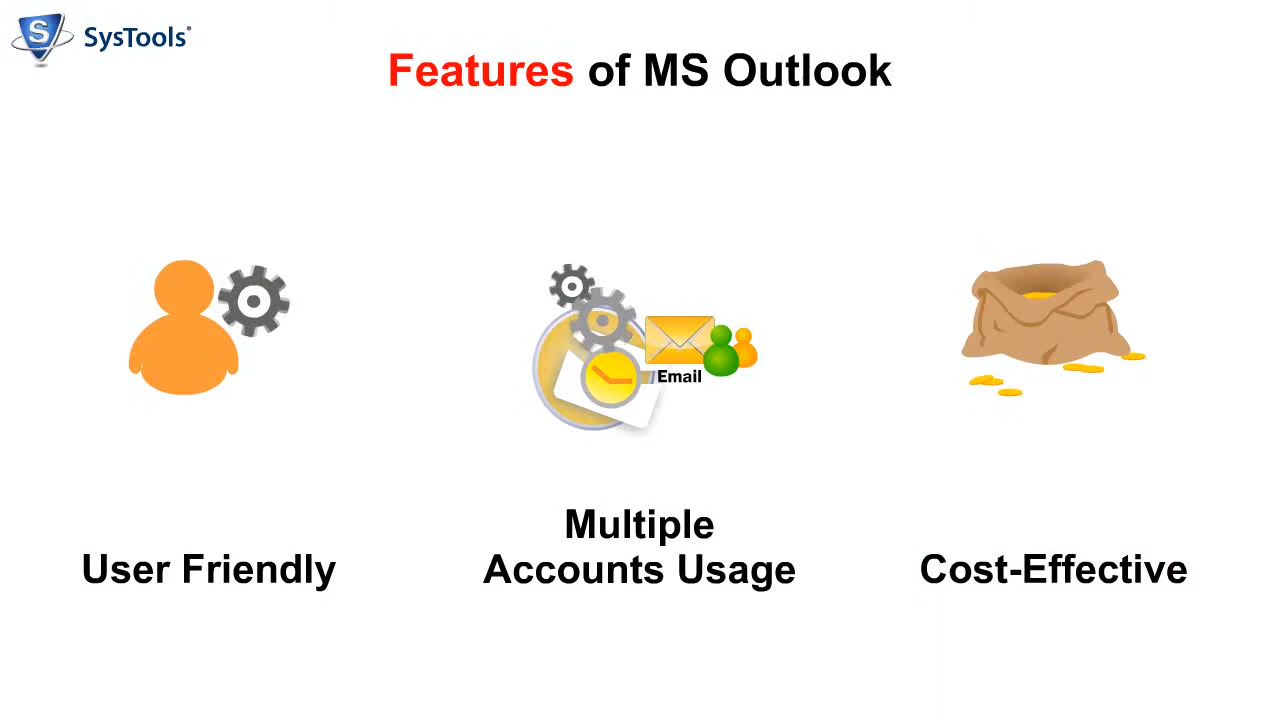 SysTools®
Features of MS Outlook
Email
Multiple
User Friendly
Accounts Usage
Cost-Effective